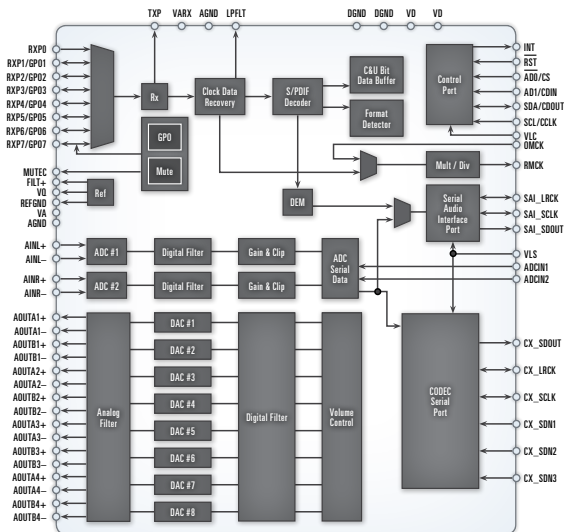 TXP VARX AGND LPFLT DGND DGND VD VD
RXP0
RXP1/GPO1
RXP2/GPO2
RXP3/GPO3
RXP4/GPO4
RXP5/GPO5
RXP6/GPO6
RXP7/GPO7
MUTEC
FILT+
VQ
REFGND
VA
AGND
AINL+
AINL–
AINR+
AINR–
AOUTA1+
AOUTA1–
AOUTB1+
AOUTB1–
AOUTA2+
AOUTA2–
AOUTB2+
AOUTB2–
AOUTA3+
AOUTA3–
AOUTB3+
AOUTB3–
AOUTA4+
AOUTA4–
AOUTB4+
AOUTB4–
Rx
Clock Data
Recovery
S/PDIF
Decoder
C&U Bit
Data Buffer
Format
Detector
Control
Port
GPO
Mute
Ref
DEM
Mult / Div
Serial
Audio
Interface
Port
ADC #1
Digital Filter
Gain & Clip
ADC #2
Digital Filter
Gain & Clip
ADC
Serial
Data
Analog
Filter
DAC #1
DAC #2
DAC #3
DAC #4
DAC #5
DAC #6
DAC #7
DAC #8
Digital Filter
Volume
Control
CODEC
Serial
Port
INT
RST
AD0/CS
AD1/CDIN
SDA/CDOUT
SCL/CCLK
VLC
OMCK
RMCK
SAI_LRCK
SAI_SCLK
SAI_SDOUT
VLS
ADCIN1
ADCIN2
CX_SDOUT
CX_LRCK
CX_SCLK
CX_SDN1
CX_SDN2
CX_SDN3